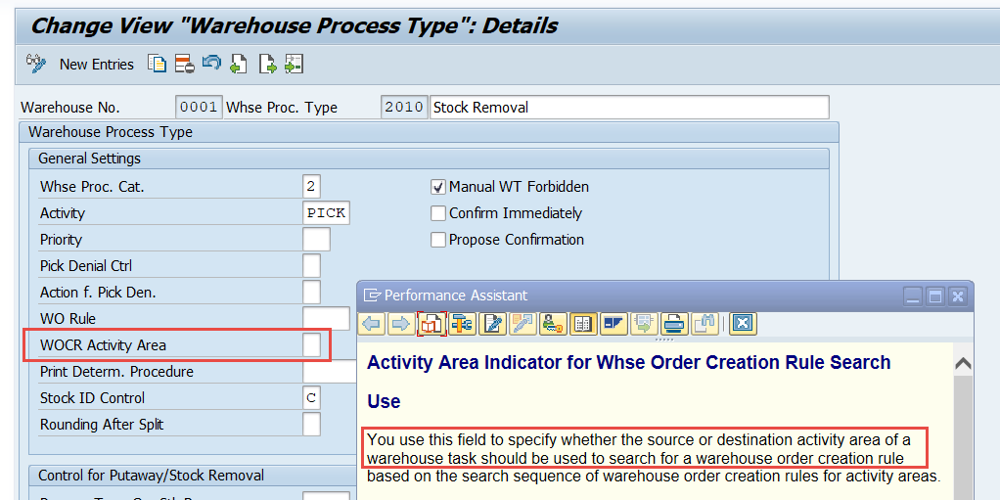 Change View "Warehouse Process Type": Details
New Entries
Warehouse No. 0001 Whse Proc. Type 2010 Stock Removal
Warehouse Process Type
General Settings
Whse Proc. Cat. 2 Manual WT Forbidden
Activity PICK Confirm Immediately
Priority Propose Confirmation
Pick Denial Ctrl
Action f. Pick Den.
WO Rule
WOCR Activity Area
Print Determ. Procedure
Stock ID Control C
Rounding After Split
Control for Putaway/Stock Removal
Performance Assistant
Activity Area Indicator for Whse Order Creation Rule Search
Use
You use this field to specify whether the source or destination activity area of a
warehouse task should be used to search for a warehouse order creation rule
based on the search sequence of warehouse order creation rules for activity areas.